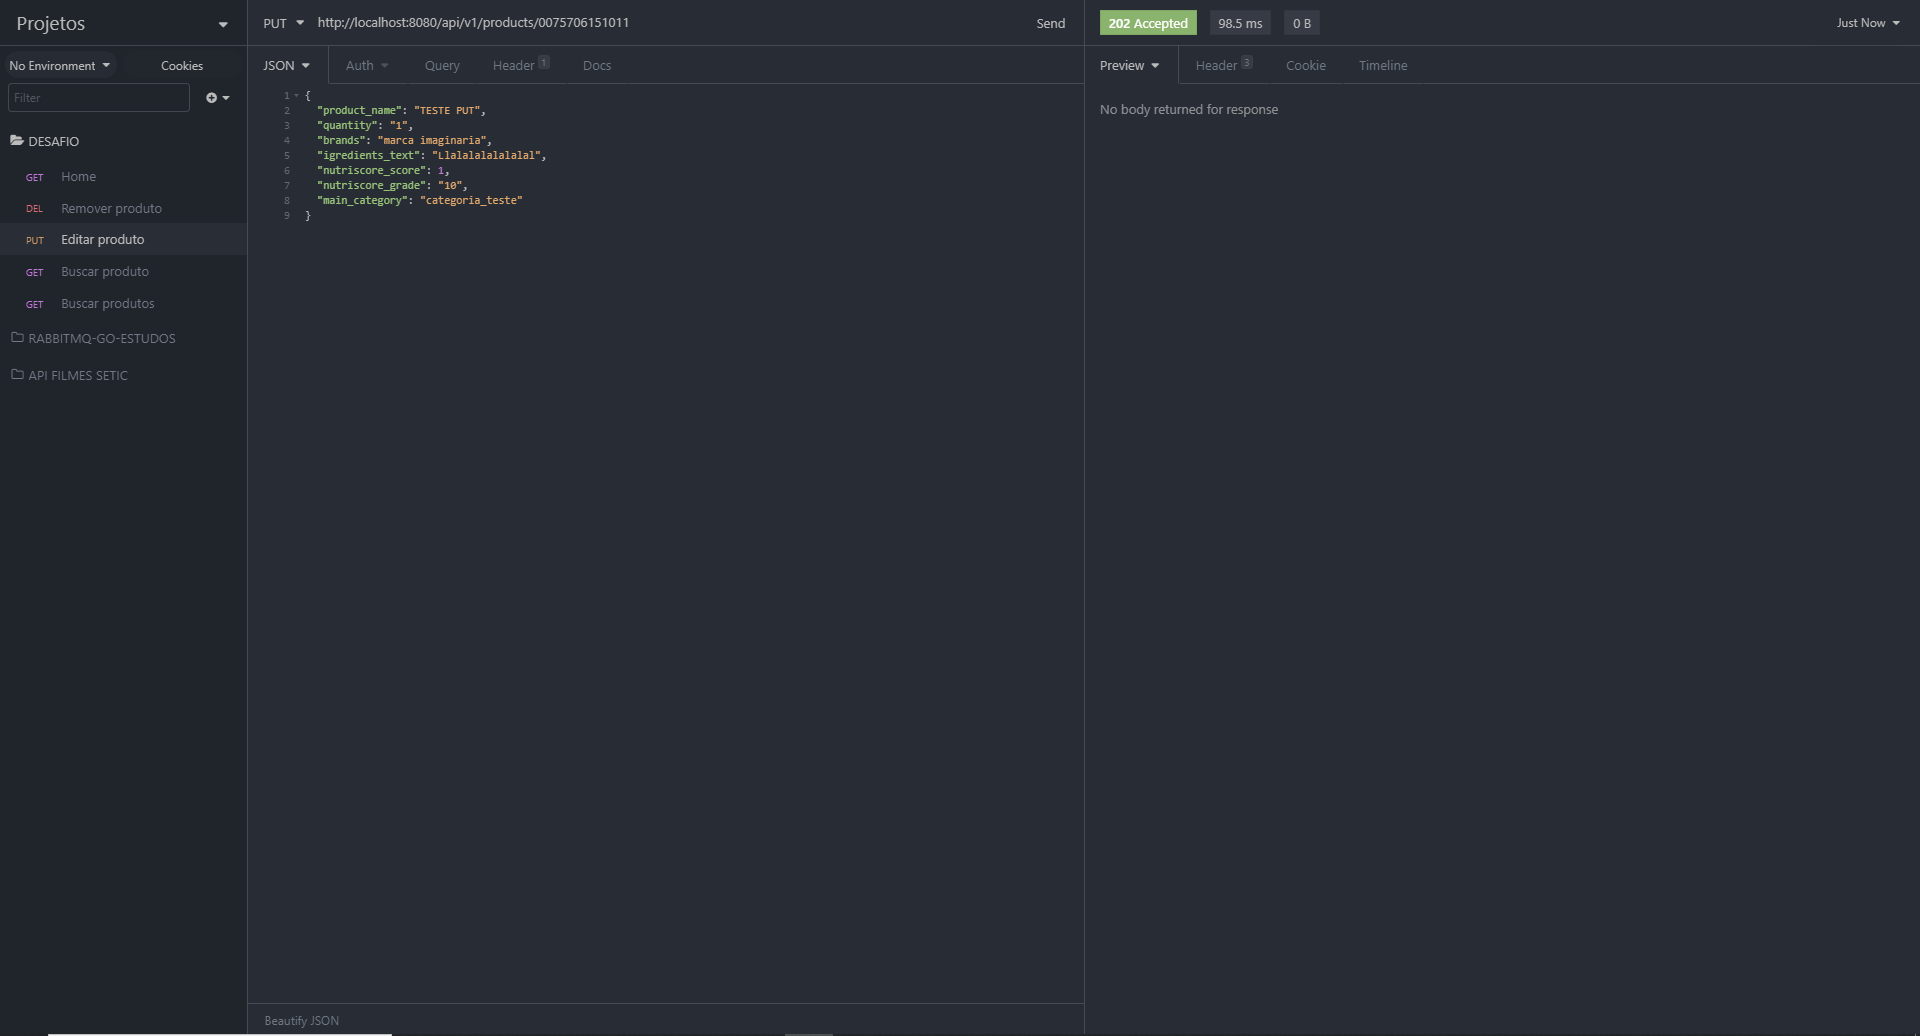 Projetos
No Environment
Cookies
Filter
DESAFIO
GET Home
DEL Remover produto
PUT Editar produto
GET Buscar produto
GET Buscar produtos
RABBITMQ-GO-ESTUDOS
API FILMES SETIC
PUT http://localhost:8080/api/v1/products/0075706151011 Send
JSON Auth Query Header 1 Docs
1 {
2 "product_name": "TESTE PUT",
3 "quantity": "1",
4 "brands": "marca imaginaria",
5 "igredients_text": "Llalalalalalalal",
6 "nutriscore_score": 1,
7 "nutriscore_grade": "10",
8 "main_category": "categoria_teste"
9 }
Beautify JSON
202 Accepted 98.5 ms 0 B Just Now
Preview Header 3 Cookie Timeline
No body returned for response